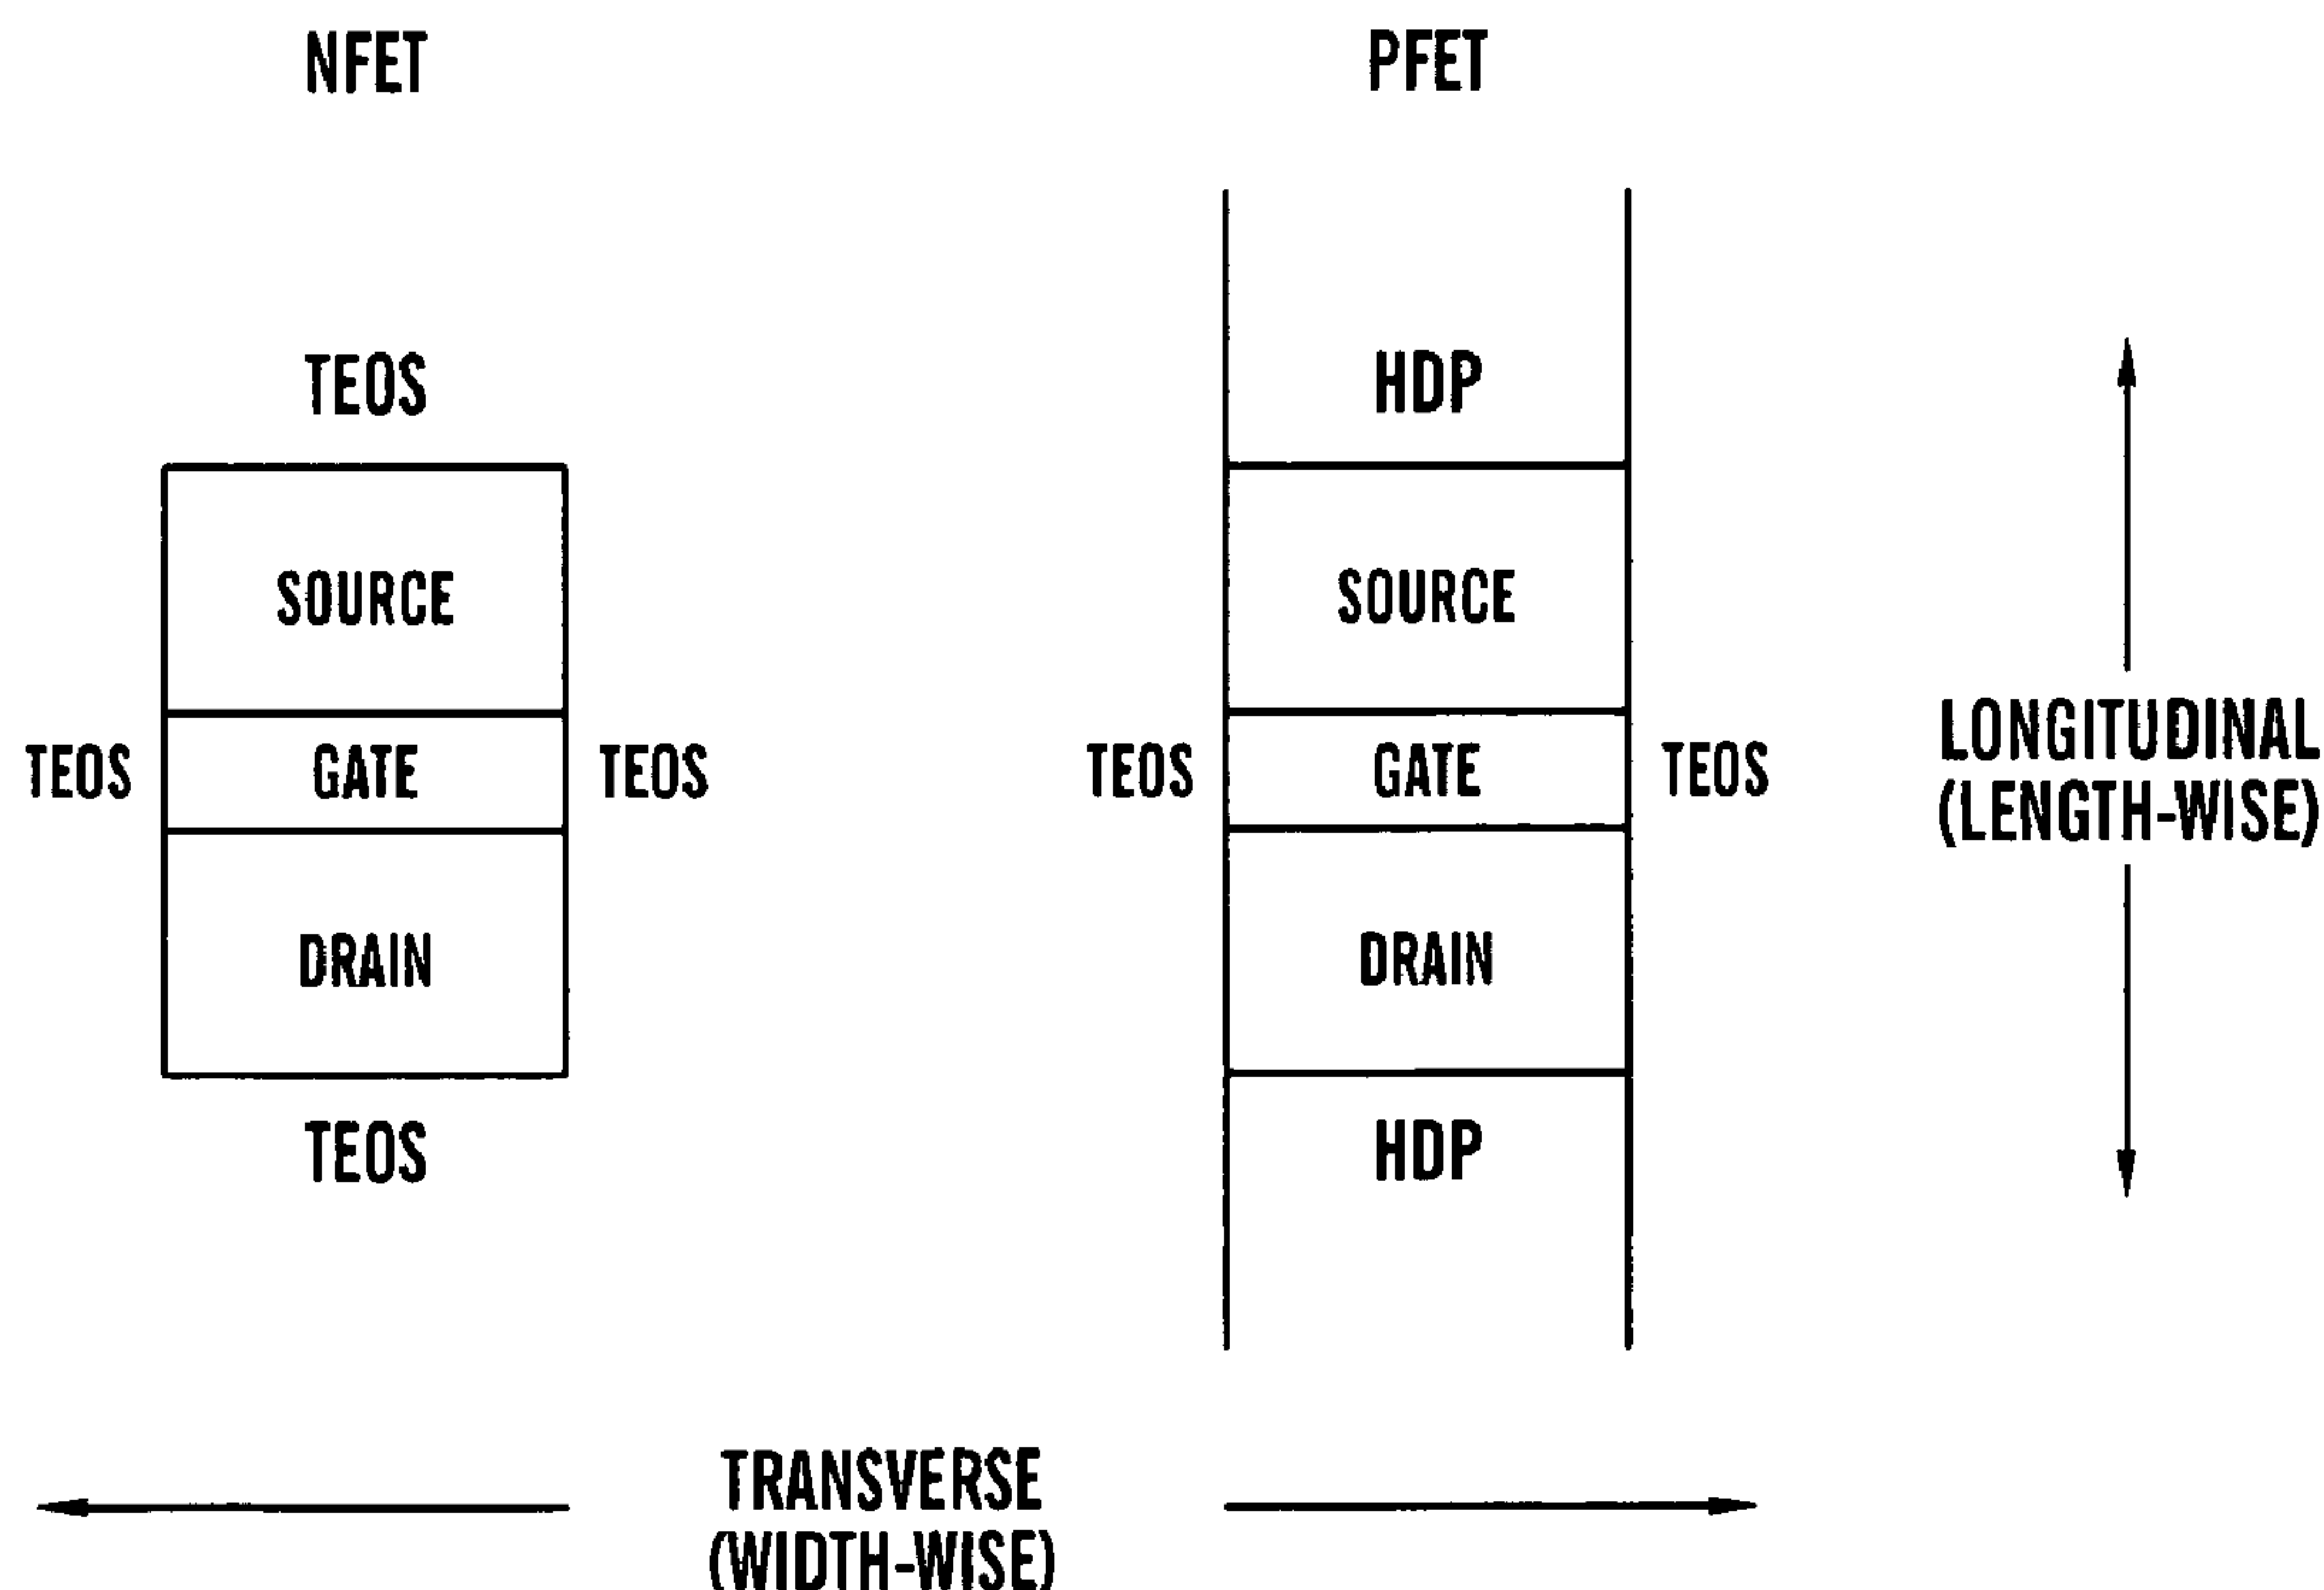 NFET
PFET
TEOS
HDP
SOURCE
SOURCE
TEOS
GATE
TEOS
TEOS
GATE
TEOS
LONGITUDINAL
(LENGTH-WISE)
DRAIN
DRAIN
TEOS
HDP
TRANSVERSE
(WIDTH-WISE)